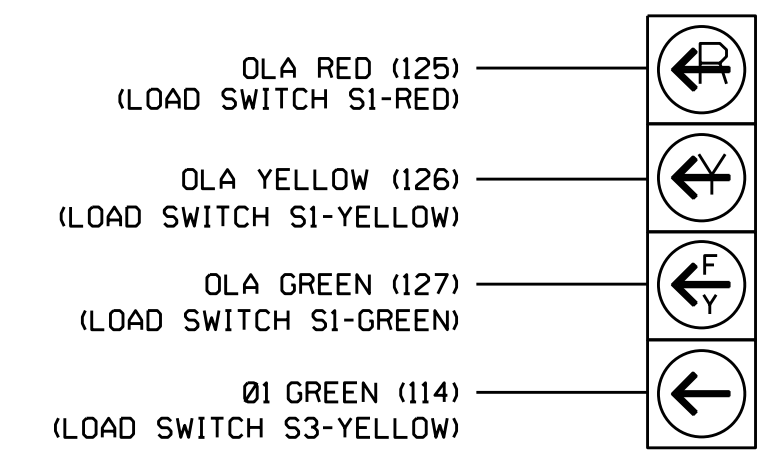 OLA RED (125)
(LOAD SWITCH S1-RED)
R
OLA YELLOW (126)
(LOAD SWITCH S1-YELLOW)
Y
OLA GREEN (127)
(LOAD SWITCH S1-GREEN)
F
Y
Ø1 GREEN (114)
(LOAD SWITCH S3-YELLOW)